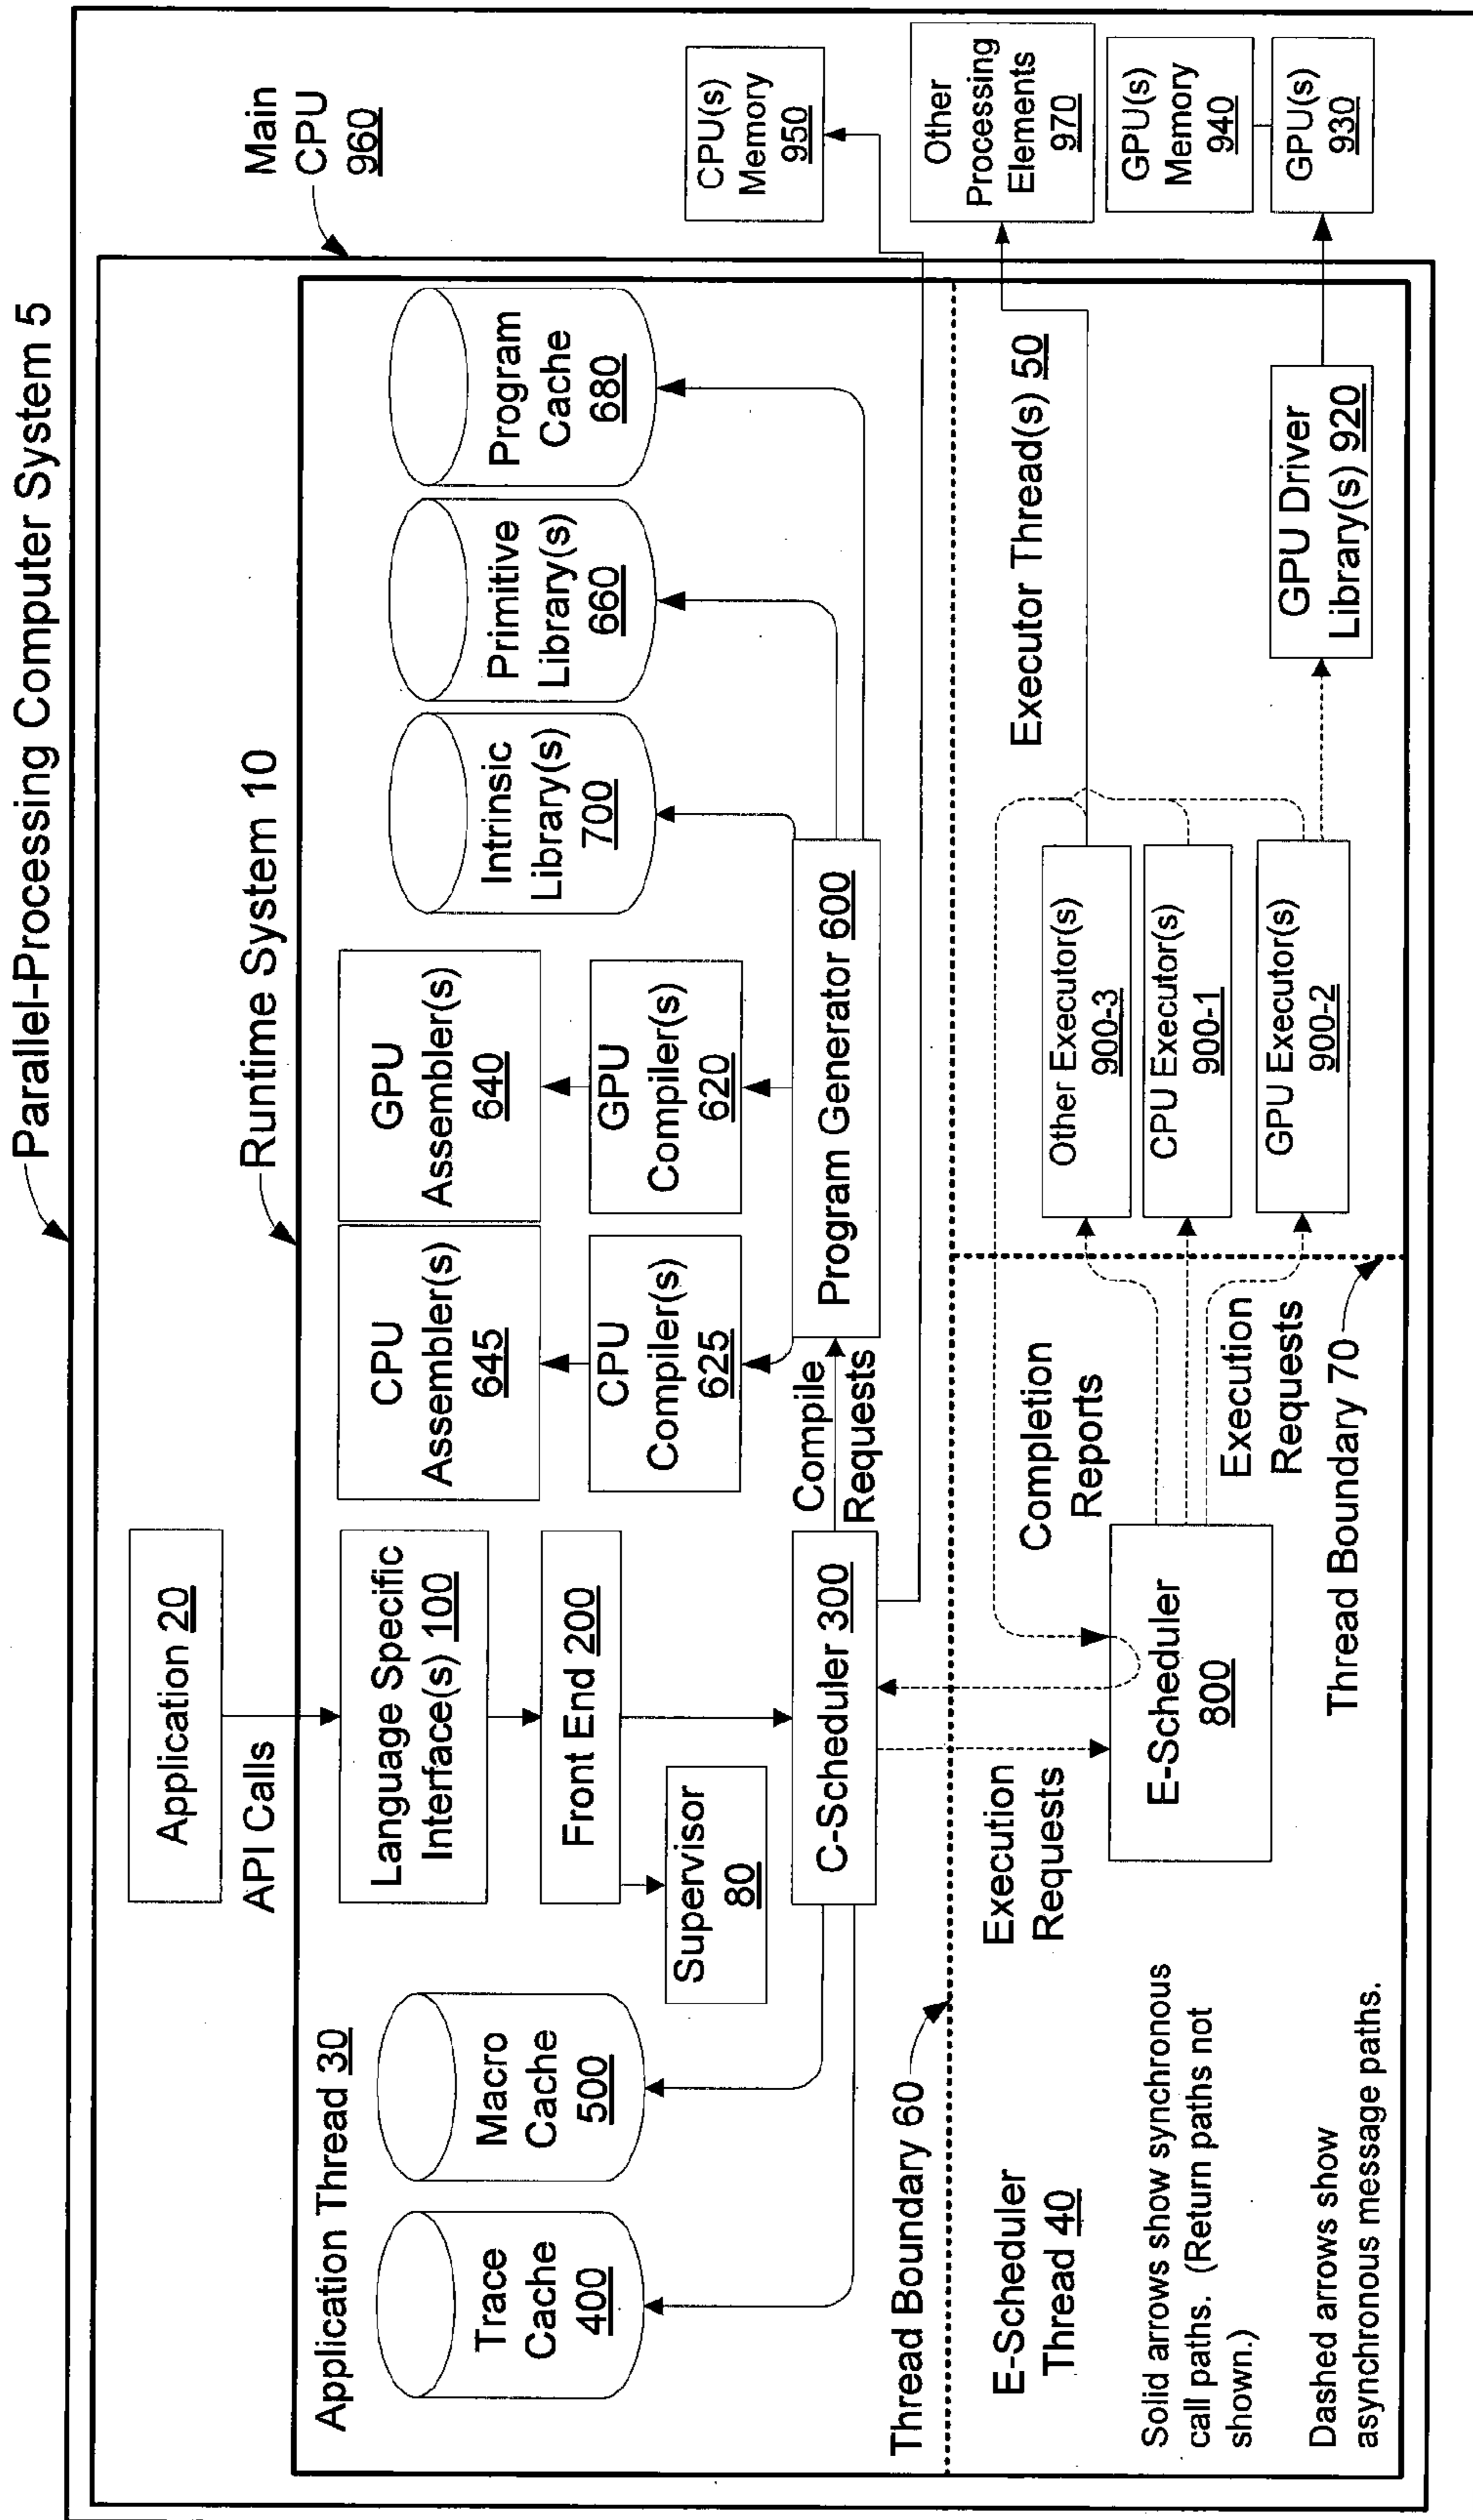 Parallel-Processing Computer System 5
Main
CPU
960
Runtime System 10
Application 20
API Calls
Application Thread 30
Language Specific
Interface(s) 100
Front End 200
Supervisor
80
Trace
Cache
400
Macro
Cache
500
C-Scheduler 300
Compile
Requests
CPU
Assembler(s)
645
GPU
Assembler(s)
640
CPU
Compiler(s)
625
GPU
Compiler(s)
620
Program Generator 600
Intrinsic
Library(s)
700
Primitive
Library(s)
660
Program
Cache
680
CPU(s)
Memory
950
Other
Processing
Elements
970
GPU(s)
Memory
940
GPU(s)
930
Thread Boundary 60
E-Scheduler
Thread 40
Execution
Requests
Completion
Reports
E-Scheduler
800
Execution
Requests
Thread Boundary 70
Executor Thread(s) 50
Other Executor(s)
900-3
CPU Executor(s)
900-1
GPU Executor(s)
900-2
GPU Driver
Library(s) 920
Solid arrows show synchronous
call paths. (Return paths not
shown.)
Dashed arrows show
asynchronous message paths.